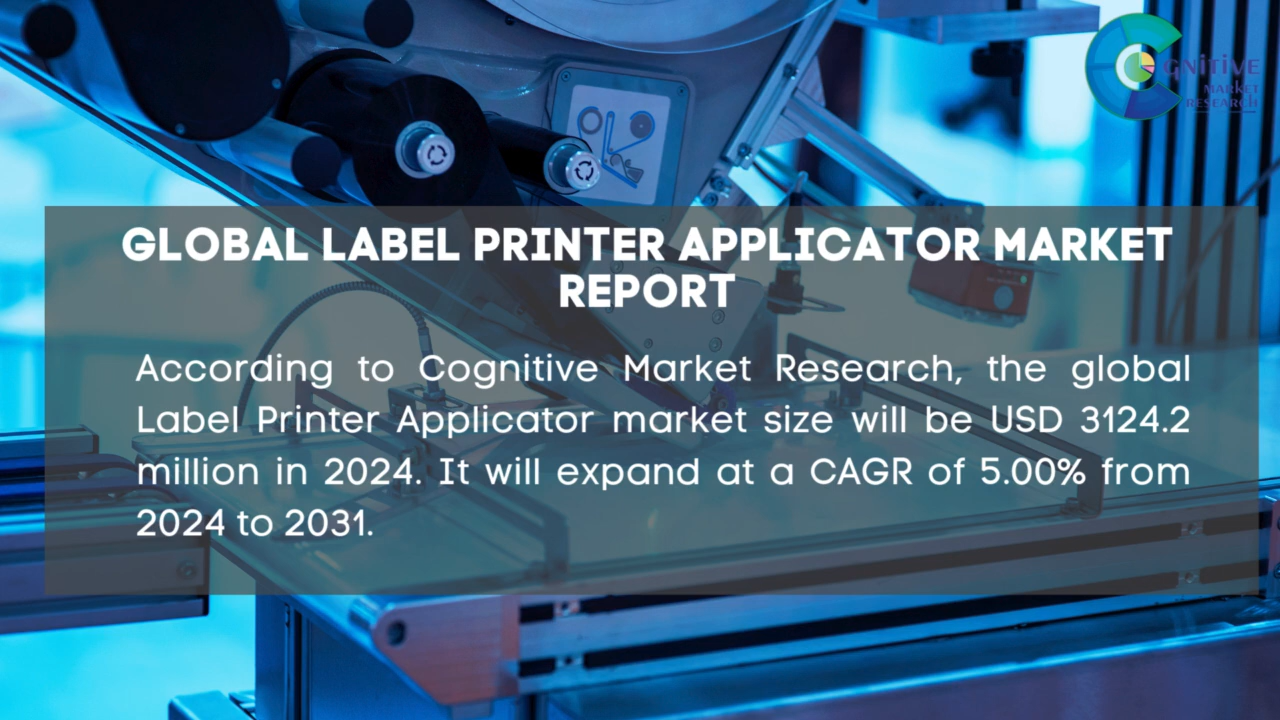 GNITIVE
MARKET
RESEARCH
GLOBAL LABEL PRINTER APPLICATOR MARKET
REPORT
According to Cognitive Market Research, the global
Label Printer Applicator market size will be USD 3124.2
million in 2024. It will expand at a CAGR of 5.00% from
2024 to 2031.